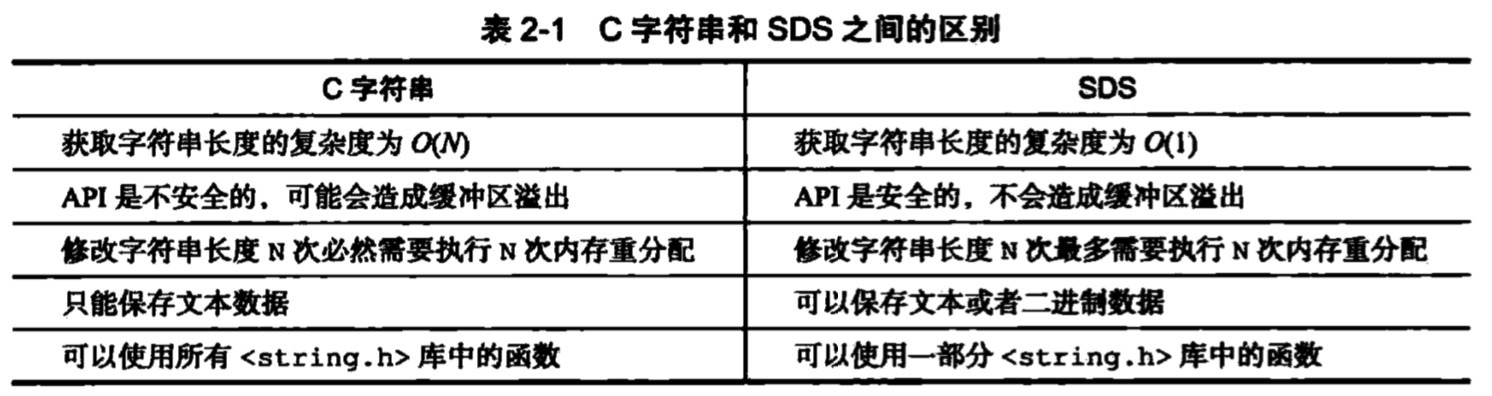 表 2-1 C 字符串和 SDS 之间的区别
C 字符串 SDS
获取字符串长度的复杂度为 O(N) 获取字符串长度的复杂度为 O(1)
API 是不安全的，可能会造成缓冲区溢出 API 是安全的，不会造成缓冲区溢出
修改字符串长度 N 次必然需要执行 N 次内存重分配 修改字符串长度 N 次最多需要执行 N 次内存重分配
只能保存文本数据 可以保存文本或者二进制数据
可以使用所有 <string.h> 库中的函数 可以使用一部分 <string.h> 库中的函数